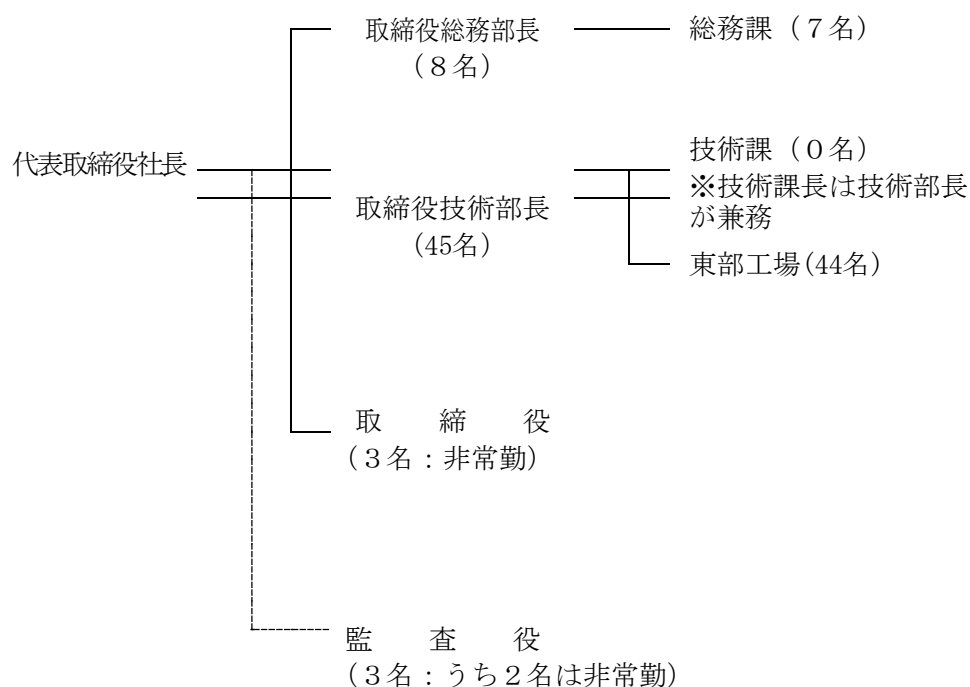 取締役総務部長
（８名）
総務課（７名）
代表取締役社長
取締役技術部長
(45名)
技術課（０名）
※技術課長は技術部長
が兼務
東部工場(44名)
取　締　役
（３名：非常勤）
監　査　役
（３名：うち２名は非常勤）